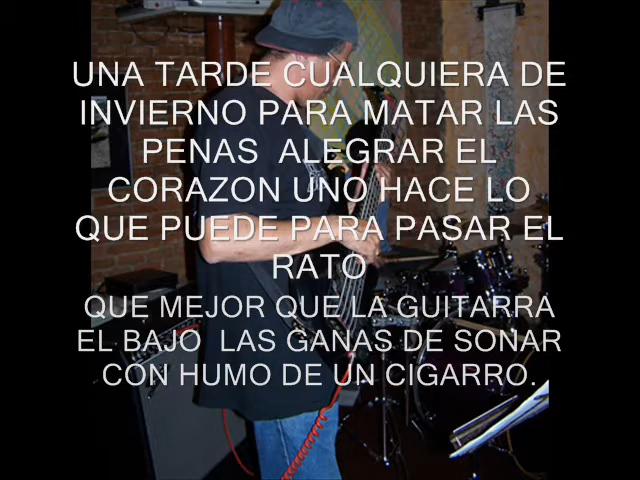 UNA TARDE CUALQUIERA DE
INVIERNO PARA MATAR LAS
PENAS ALEGRAR EL
CORAZON UNO HACE LO
QUE PUEDE PARA PASAR EL
RATO
QUE MEJOR QUE LA GUITARRA
EL BAJO LAS GANAS DE SONAR
CON HUMO DE UN CIGARRO.